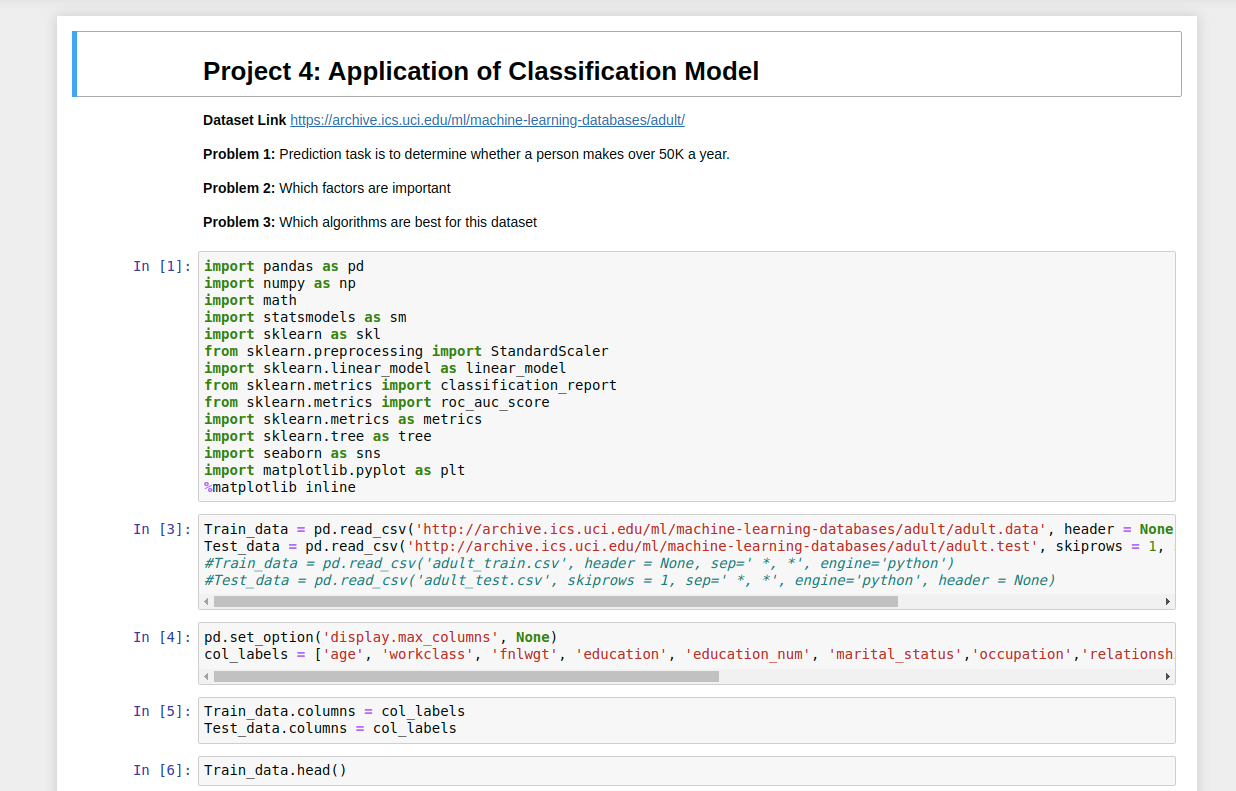 Project 4: Application of Classification Model
Dataset Link https://archive.ics.uci.edu/ml/machine-learning-databases/adult/
Problem 1: Prediction task is to determine whether a person makes over 50K a year.
Problem 2: Which factors are important
Problem 3: Which algorithms are best for this dataset
In [1]: import pandas as pd
import numpy as np
import math
import statsmodels as sm
import sklearn as skl
from sklearn.preprocessing import StandardScaler
import sklearn.linear_model as linear_model
from sklearn.metrics import classification_report
from sklearn.metrics import roc_auc_score
import sklearn.metrics as metrics
import sklearn.tree as tree
import seaborn as sns
import matplotlib.pyplot as plt
%matplotlib inline
In [3]: Train_data = pd.read_csv('http://archive.ics.uci.edu/ml/machine-learning-databases/adult/adult.data', header = None
Test_data = pd.read_csv('http://archive.ics.uci.edu/ml/machine-learning-databases/adult/adult.test', skiprows = 1,
#Train_data = pd.read_csv('adult_train.csv', header = None, sep=' *, *', engine='python')
#Test_data = pd.read_csv('adult_test.csv', skiprows = 1, sep=' *, *', engine='python', header = None)
In [4]: pd.set_option('display.max_columns', None)
col_labels = ['age', 'workclass', 'fnlwgt', 'education', 'education_num', 'marital_status','occupation','relationsh
In [5]: Train_data.columns = col_labels
Test_data.columns = col_labels
In [6]: Train_data.head()